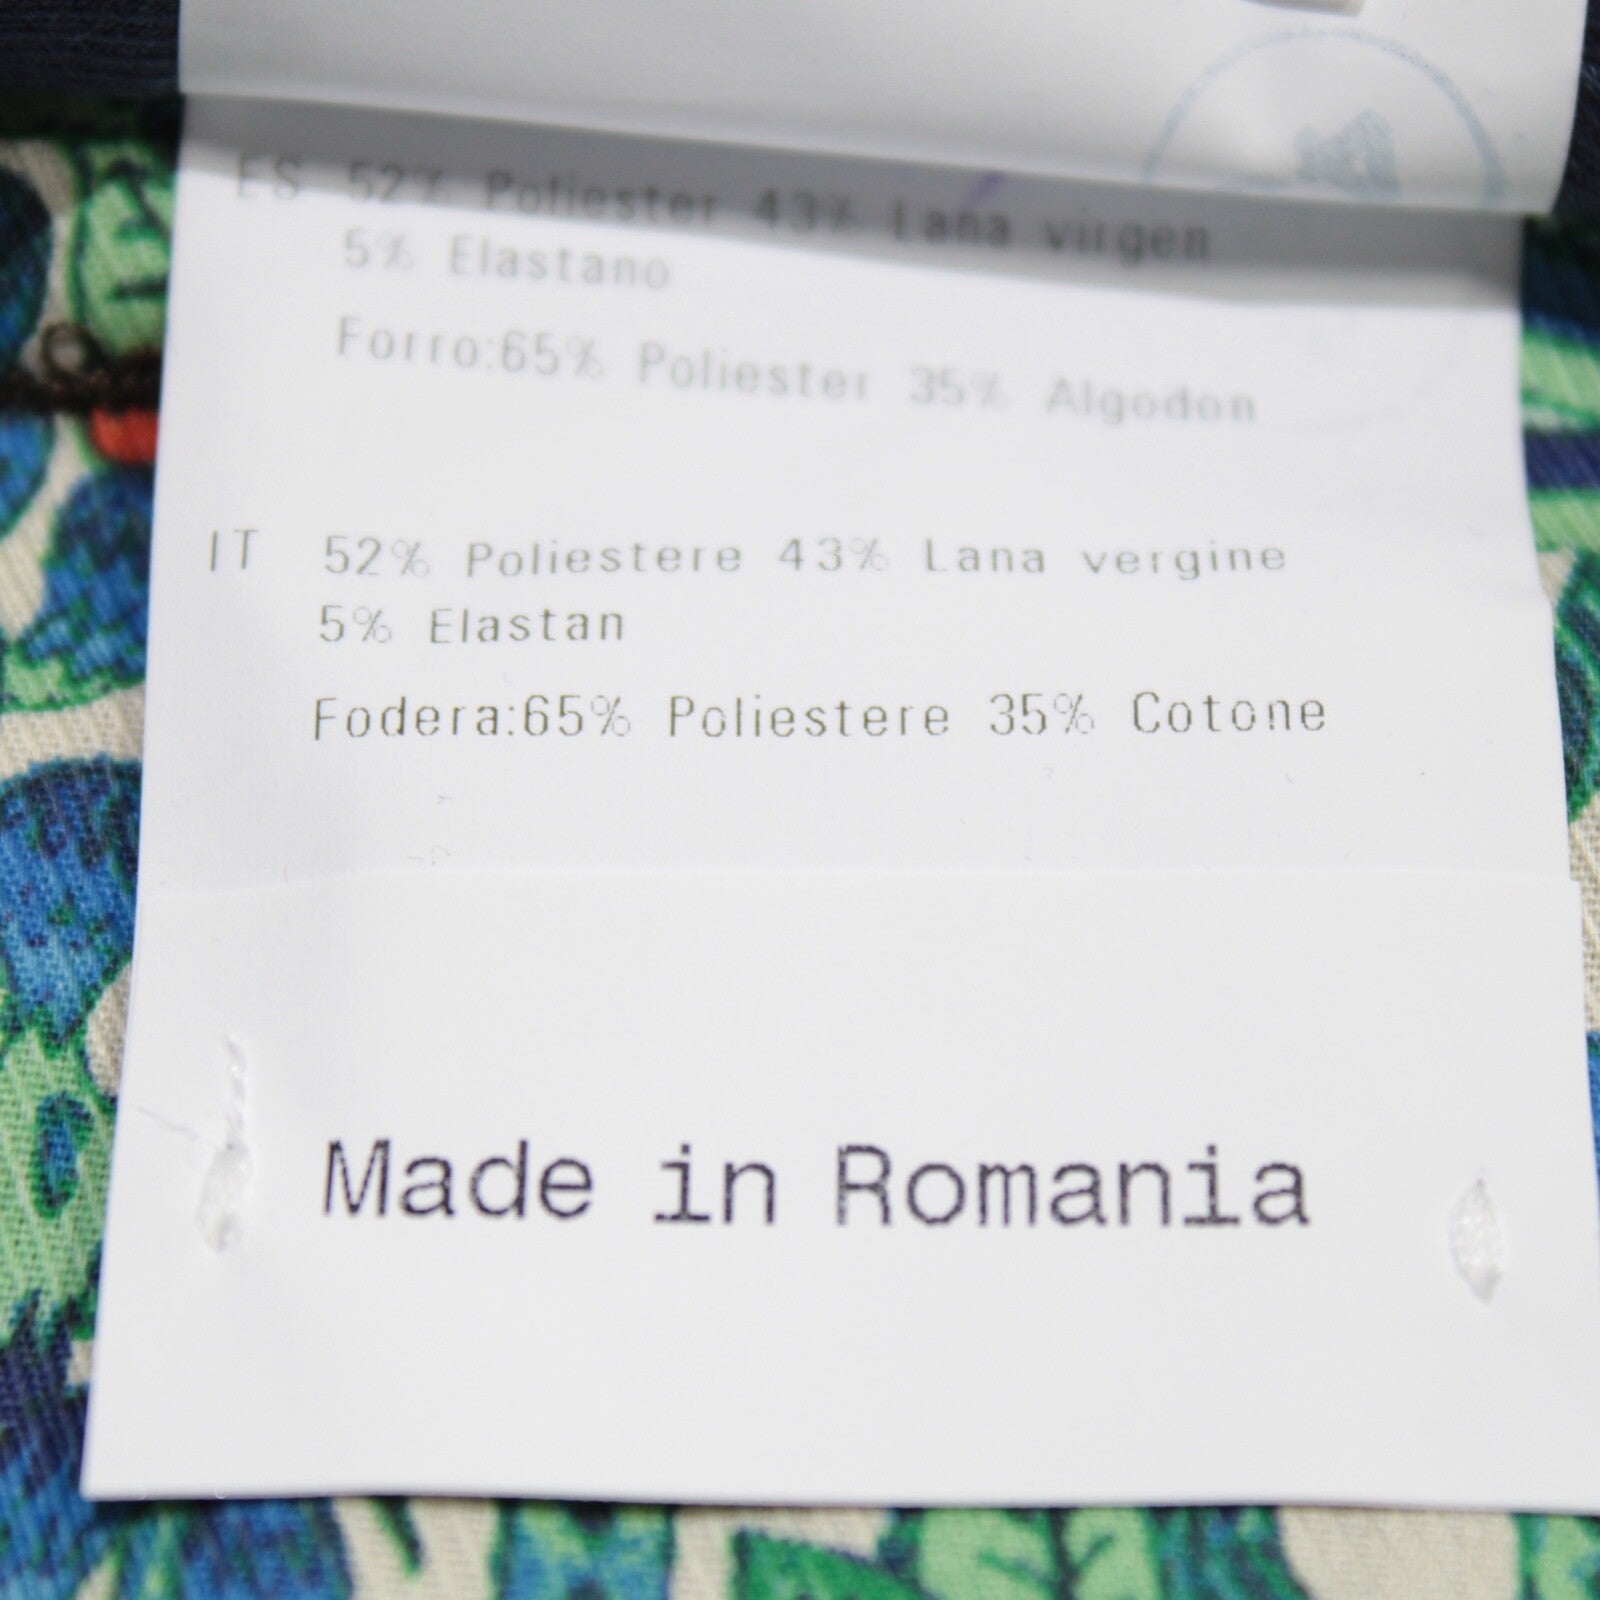 ES 52% Poliester 43% Lana virgen
5% Elastano
Forro:65% Poliester 35% Algodon
IT 52% Poliestere 43% Lana vergine
5% Elastan
Fodera:65% Poliestere 35% Cotone
Made in Romania